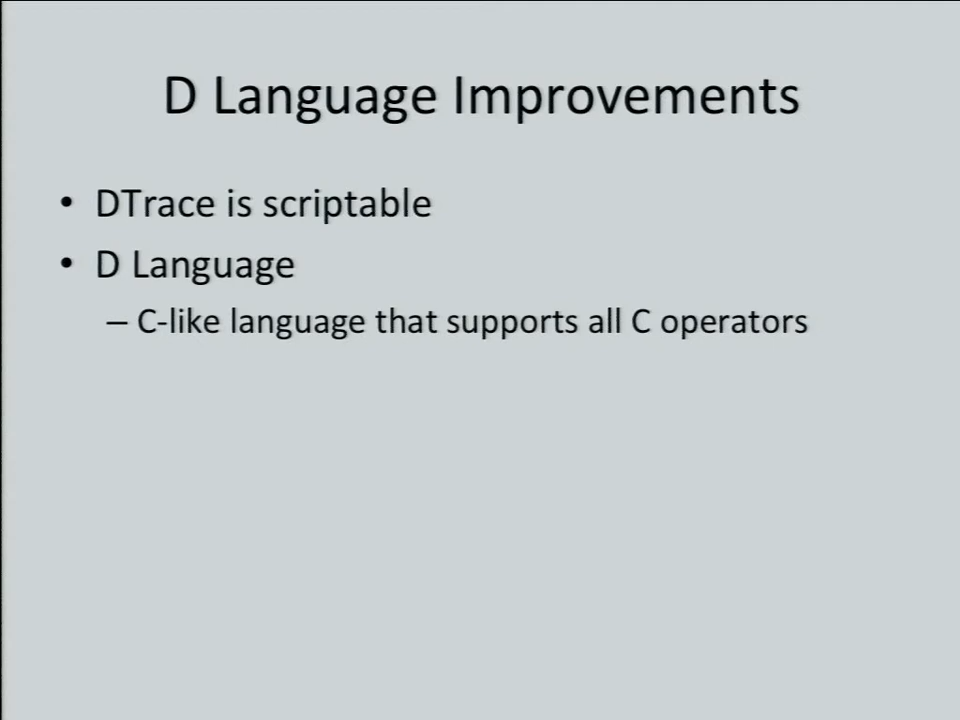 D Language Improvements
• DTrace is scriptable
• D Language
– C-like language that supports all C operators